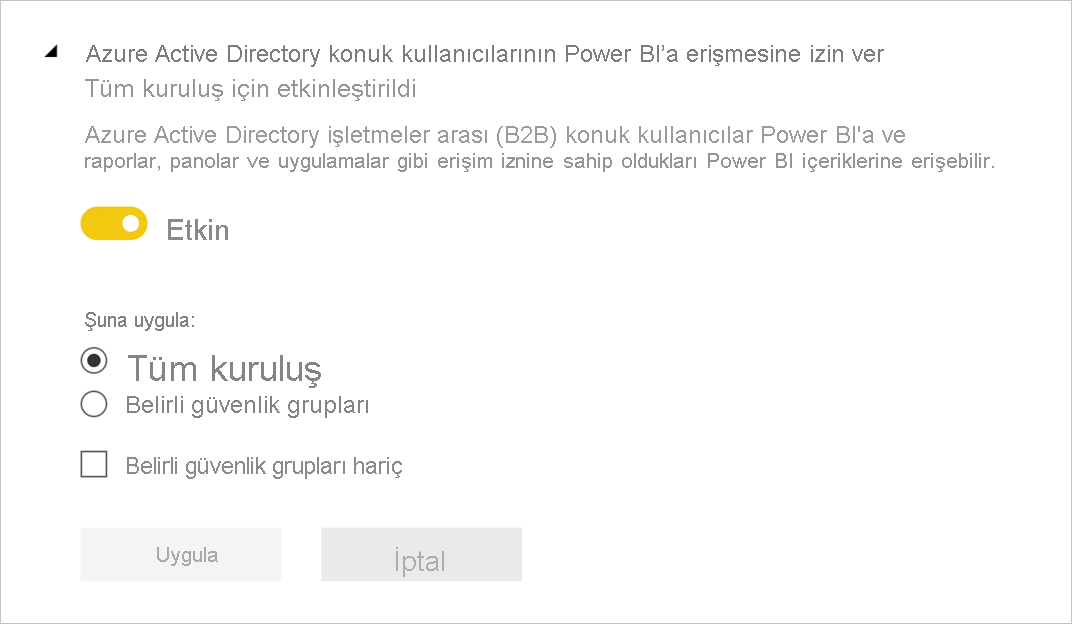 Azure Active Directory konuk kullanıcılarının Power BI’a erişmesine izin ver
Tüm kuruluş için etkinleştirildi
Azure Active Directory işletmeler arası (B2B) konuk kullanıcılar Power BI'a ve
raporlar, panolar ve uygulamalar gibi erişim iznine sahip oldukları Power BI içeriklerine erişebilir.
Etkin
Şuna uygula:
Tüm kuruluş
Belirli güvenlik grupları
Belirli güvenlik grupları hariç
Uygula
İptal